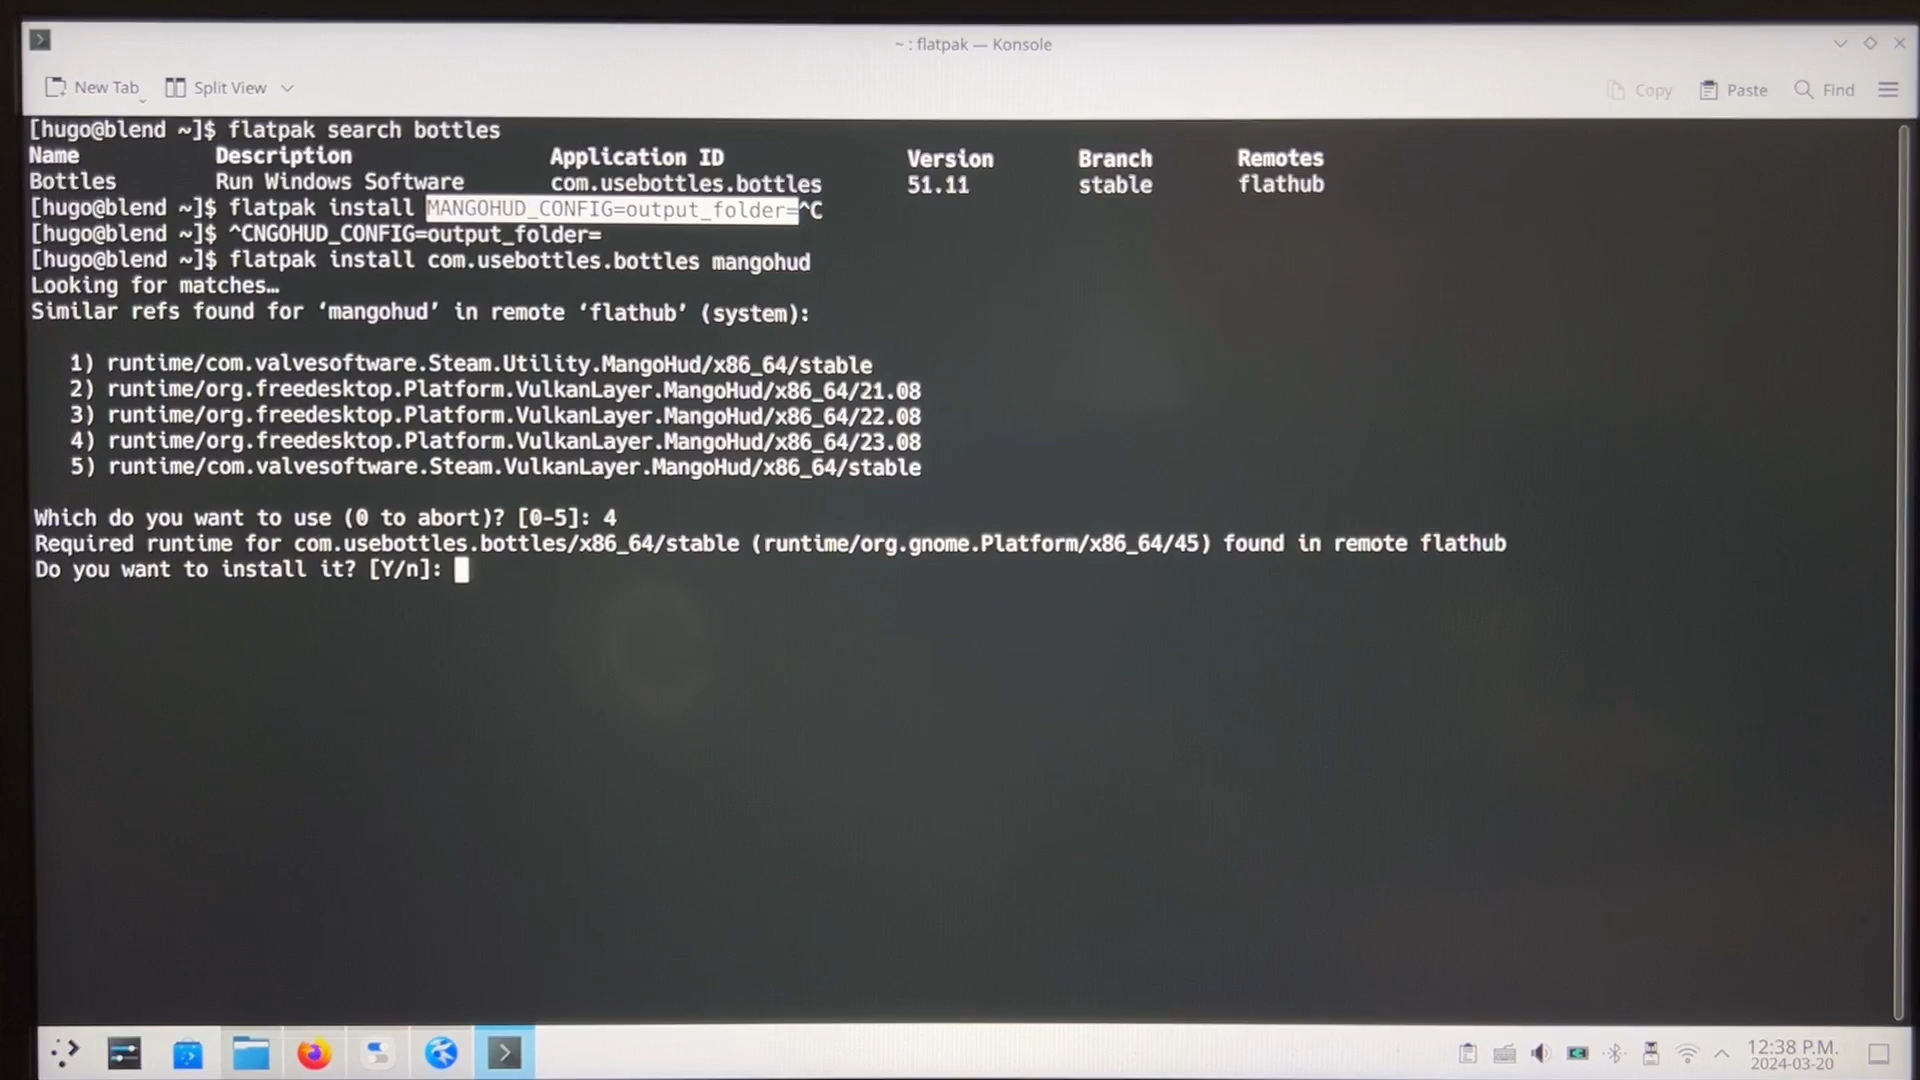 ~ : flatpak — Konsole
New Tab
Split View
Copy
Paste
Find
[hugo@blend ~]$ flatpak search bottles
Name Description Application ID Version Branch Remotes
Bottles Run Windows Software com.usebottles.bottles 51.11 stable flathub
[hugo@blend ~]$ flatpak install MANGOHUD_CONFIG=output_folder=^C
[hugo@blend ~]$ ^CNGOHUD_CONFIG=output_folder=
[hugo@blend ~]$ flatpak install com.usebottles.bottles mangohud
Looking for matches…
Similar refs found for ‘mangohud’ in remote ‘flathub’ (system):
1) runtime/com.valvesoftware.Steam.Utility.MangoHud/x86_64/stable
2) runtime/org.freedesktop.Platform.VulkanLayer.MangoHud/x86_64/21.08
3) runtime/org.freedesktop.Platform.VulkanLayer.MangoHud/x86_64/22.08
4) runtime/org.freedesktop.Platform.VulkanLayer.MangoHud/x86_64/23.08
5) runtime/com.valvesoftware.Steam.VulkanLayer.MangoHud/x86_64/stable
Which do you want to use (0 to abort)? [0-5]: 4
Required runtime for com.usebottles.bottles/x86_64/stable (runtime/org.gnome.Platform/x86_64/45) found in remote flathub
Do you want to install it? [Y/n]:
12:38 P.M.
2024-03-20